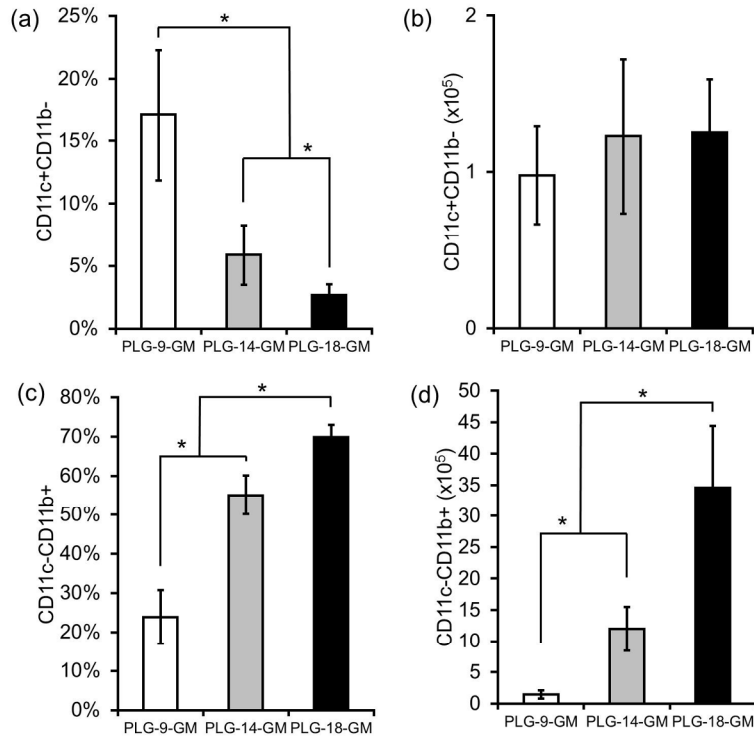 (a)
CD11c+CD11b-
25%
20%
15%
10%
5%
0%
*
*
PLG-9-GM PLG-14-GM PLG-18-GM
(b)
CD11c+CD11b- (x10⁵)
2
1
0
PLG-9-GM PLG-14-GM PLG-18-GM
(c)
CD11c-CD11b+
80%
70%
60%
50%
40%
30%
20%
10%
0%
*
*
PLG-9-GM PLG-14-GM PLG-18-GM
(d)
CD11c-CD11b+ (x10⁵)
50
45
40
35
30
25
20
15
10
5
0
*
*
PLG-9-GM PLG-14-GM PLG-18-GM